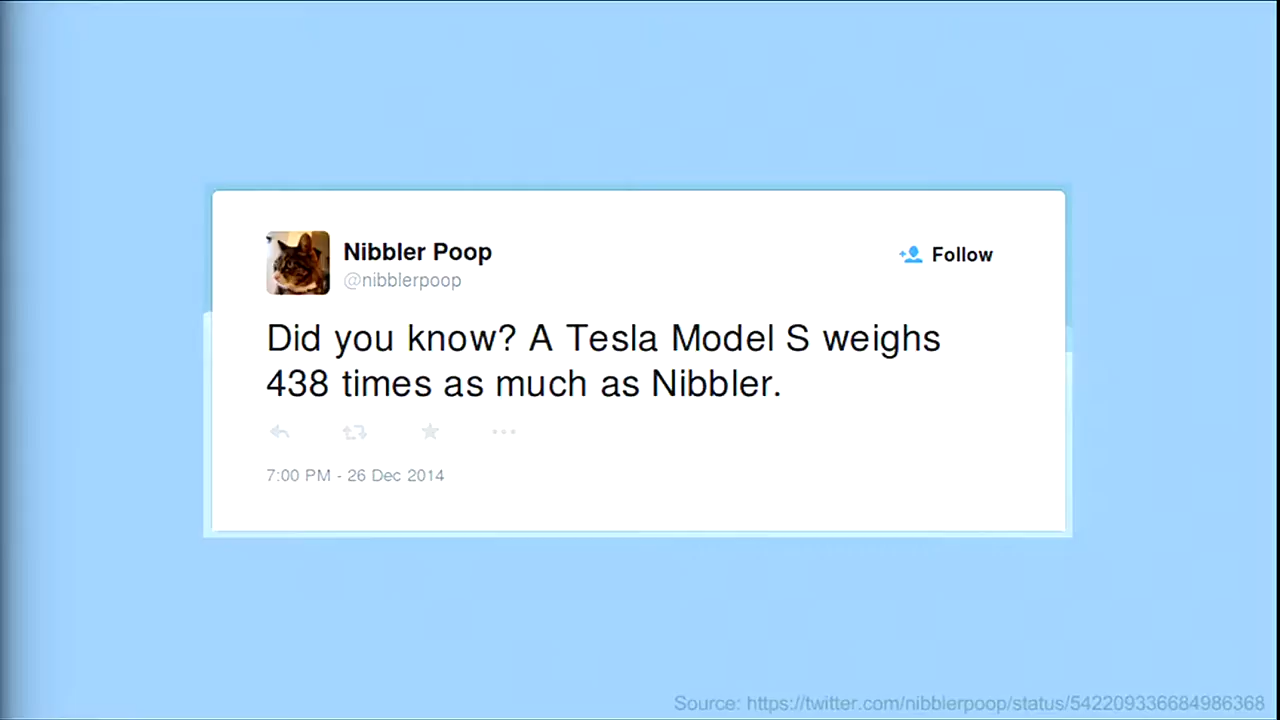 Nibbler Poop
Follow
@nibblerpoop
Did you know? A Tesla Model S weighs
438 times as much as Nibbler.
7:00 PM - 26 Dec 2014
Source: https://twitter.com/nibblerpoop/status/542209336684986368